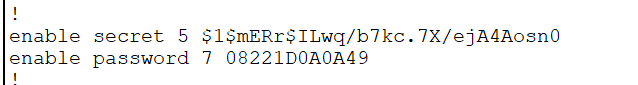 !
enable secret 5 $1$mERr$ILwq/b7kc.7X/ejA4Aosn0
enable password 7 08221D0A0A49
!